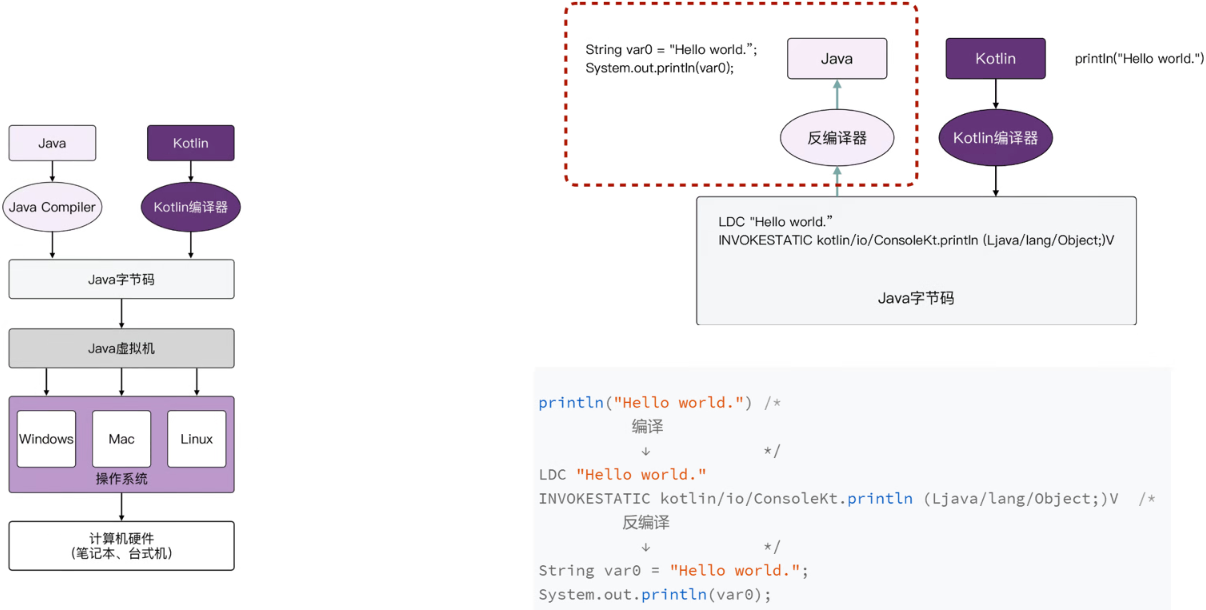 Java
Kotlin
Java Compiler
Kotlin编译器
Java字节码
Java虚拟机
Windows
Mac
Linux
操作系统
计算机硬件
(笔记本、台式机)
String var0 = "Hello world.”;
System.out.println(var0);
Java
Kotlin
println("Hello world.")
反编译器
Kotlin编译器
LDC "Hello world.”
INVOKESTATIC kotlin/io/ConsoleKt.println (Ljava/lang/Object;)V
Java字节码
println("Hello world.") /*
编译
↓ */
LDC "Hello world."
INVOKESTATIC kotlin/io/ConsoleKt.println (Ljava/lang/Object;)V /*
反编译
↓ */
String var0 = "Hello world.";
System.out.println(var0);